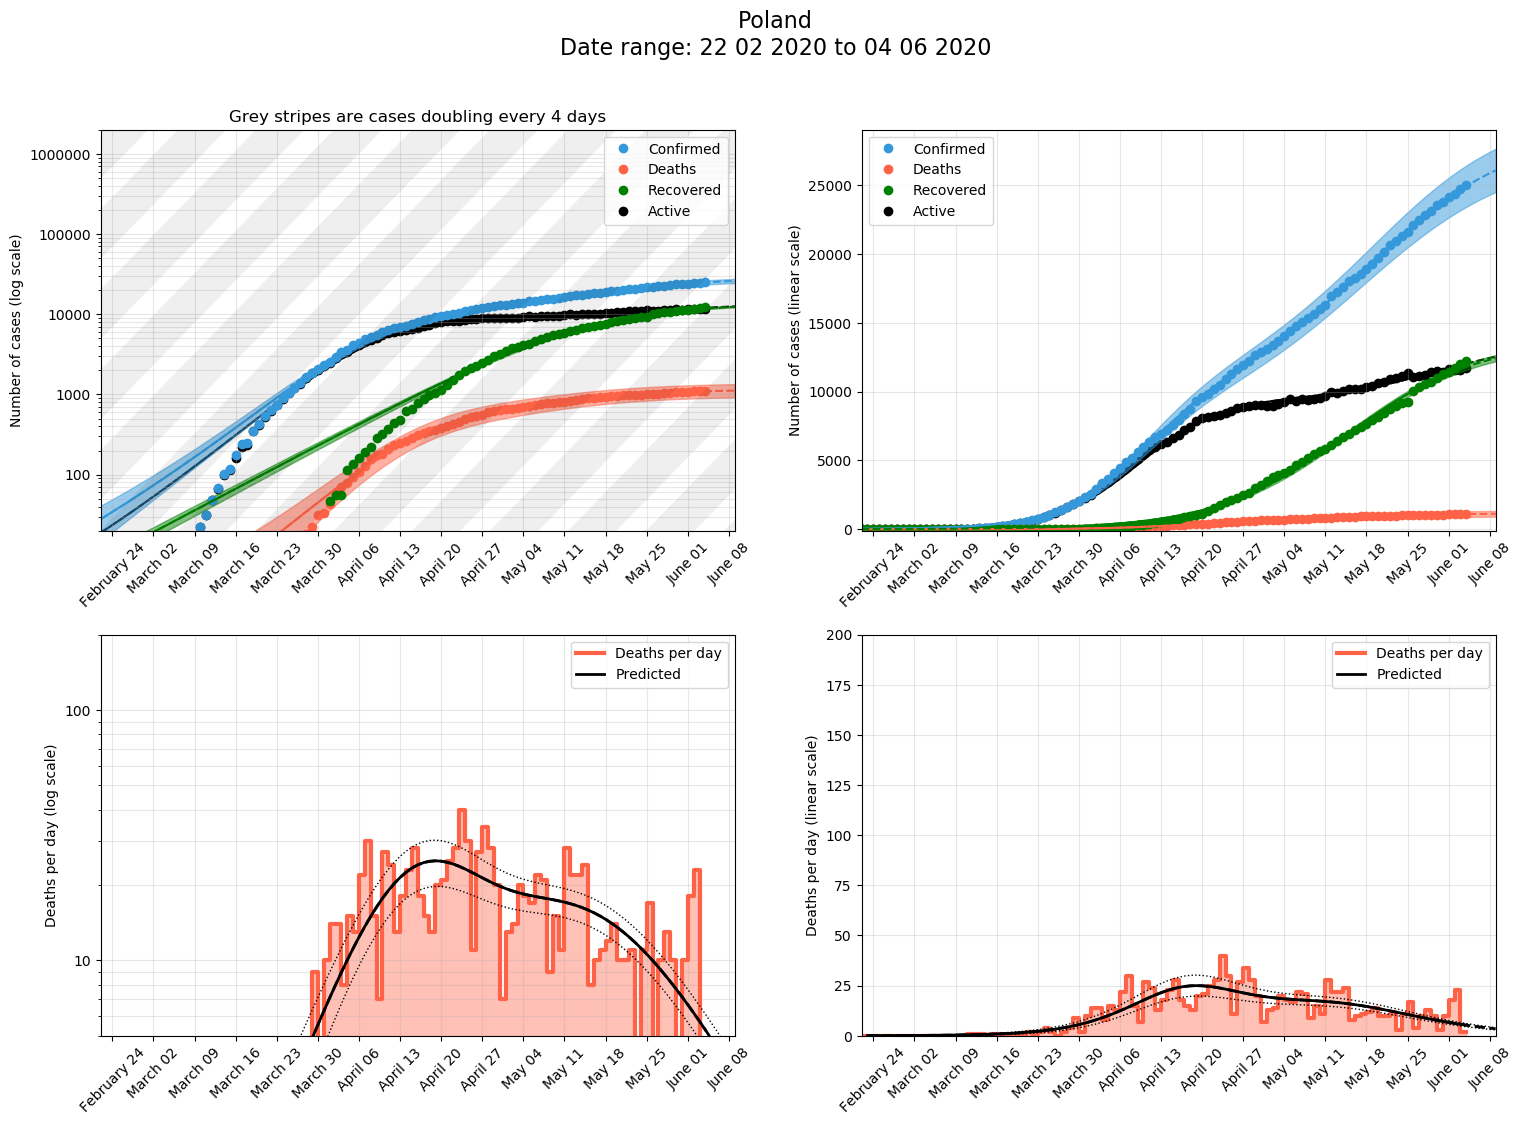 Poland
Date range: 22 02 2020 to 04 06 2020
Grey stripes are cases doubling every 4 days
Number of cases (log scale)
1000000
100000
10000
1000
100
Confirmed
Deaths
Recovered
Active
February 24
March 02
March 09
March 16
March 23
March 30
April 06
April 13
April 20
April 27
May 04
May 11
May 18
May 25
June 01
June 08
Number of cases (linear scale)
25000
20000
15000
10000
5000
0
Confirmed
Deaths
Recovered
Active
February 24
March 02
March 09
March 16
March 23
March 30
April 06
April 13
April 20
April 27
May 04
May 11
May 18
May 25
June 01
June 08
Deaths per day (log scale)
100
10
Deaths per day
Predicted
February 24
March 02
March 09
March 16
March 23
March 30
April 06
April 13
April 20
April 27
May 04
May 11
May 18
May 25
June 01
June 08
Deaths per day (linear scale)
200
175
150
125
100
75
50
25
0
Deaths per day
Predicted
February 24
March 02
March 09
March 16
March 23
March 30
April 06
April 13
April 20
April 27
May 04
May 11
May 18
May 25
June 01
June 08